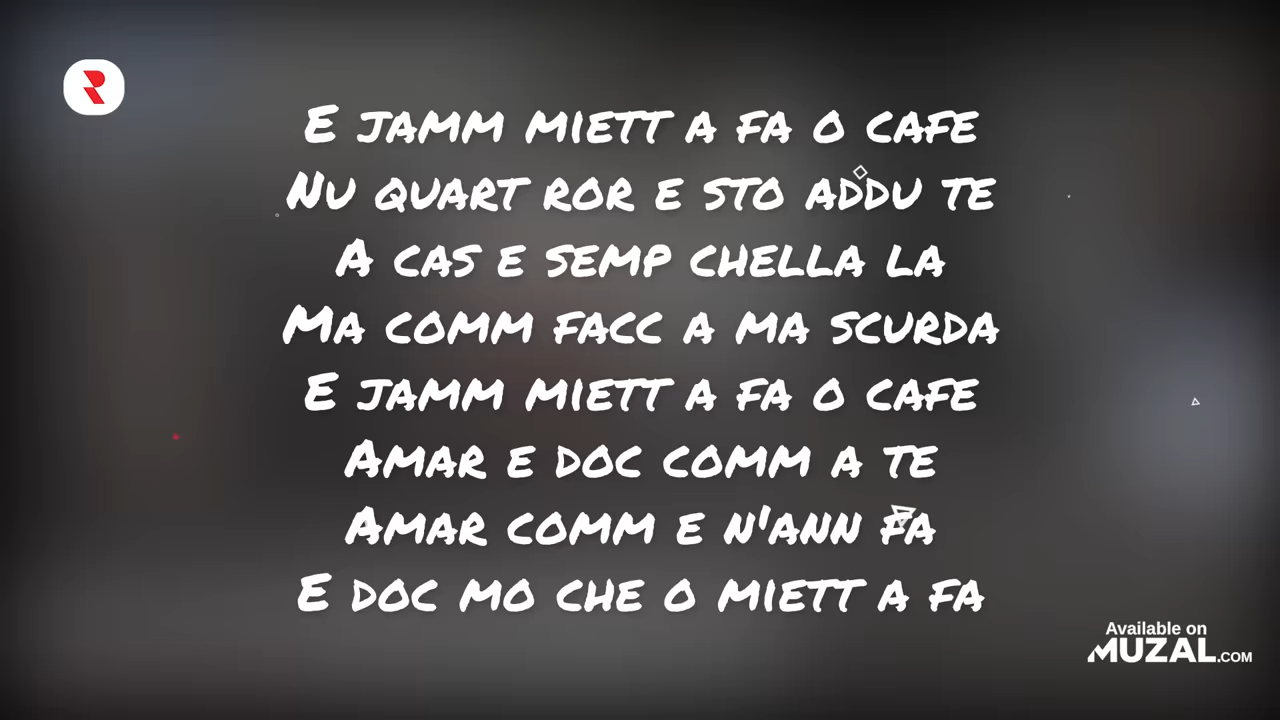 E JAMM MIETT A FA O CAFE
NU QUART ROR E STO ADDU TE
A CAS E SEMP CHELLA LA
MA COMM FACC A MA SCURDA
E JAMM MIETT A FA O CAFE
AMAR E DOC COMM A TE
AMAR COMM E N'ANN FA
E DOC MO CHE O MIETT A FA
Available on
MUZAL.COM